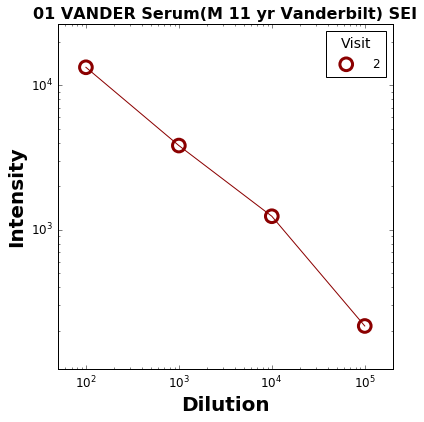 01 VANDER Serum(M 11 yr Vanderbilt) SEI
Visit
2
10⁴
10³
Intensity
10² 10³ 10⁴ 10⁵
Dilution